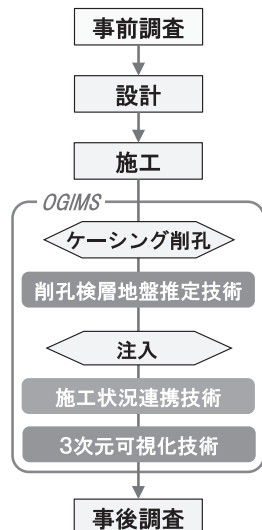 事前調査
設計
施工
OGIMS
ケーシング削孔
削孔検層地盤推定技術
注入
施工状況連携技術
3次元可視化技術
事後調査